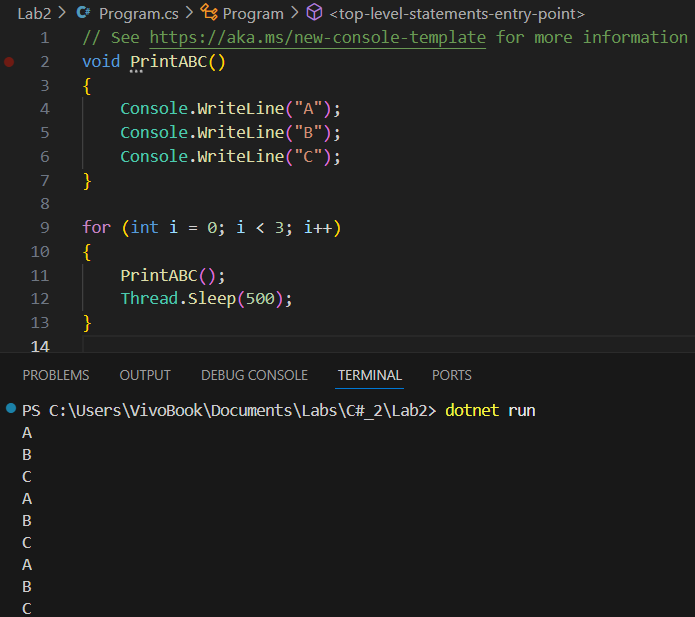 Lab2 > C# Program.cs > Program > <top-level-statements-entry-point>
1 // See https://aka.ms/new-console-template for more information
2 void PrintABC()
3 {
4 Console.WriteLine("A");
5 Console.WriteLine("B");
6 Console.WriteLine("C");
7 }
8
9 for (int i = 0; i < 3; i++)
10 {
11 PrintABC();
12 Thread.Sleep(500);
13 }
14
PROBLEMS OUTPUT DEBUG CONSOLE TERMINAL PORTS
PS C:\Users\VivoBook\Documents\Labs\C#_2\Lab2> dotnet run
A
B
C
A
B
C
A
B
C